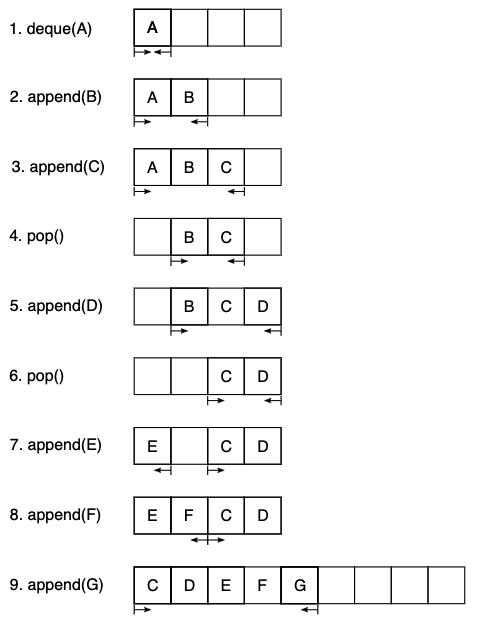 1. deque(A) A
2. append(B) A B
3. append(C) A B C
4. pop() B C
5. append(D) B C D
6. pop() C D
7. append(E) E C D
8. append(F) E F C D
9. append(G) C D E F G